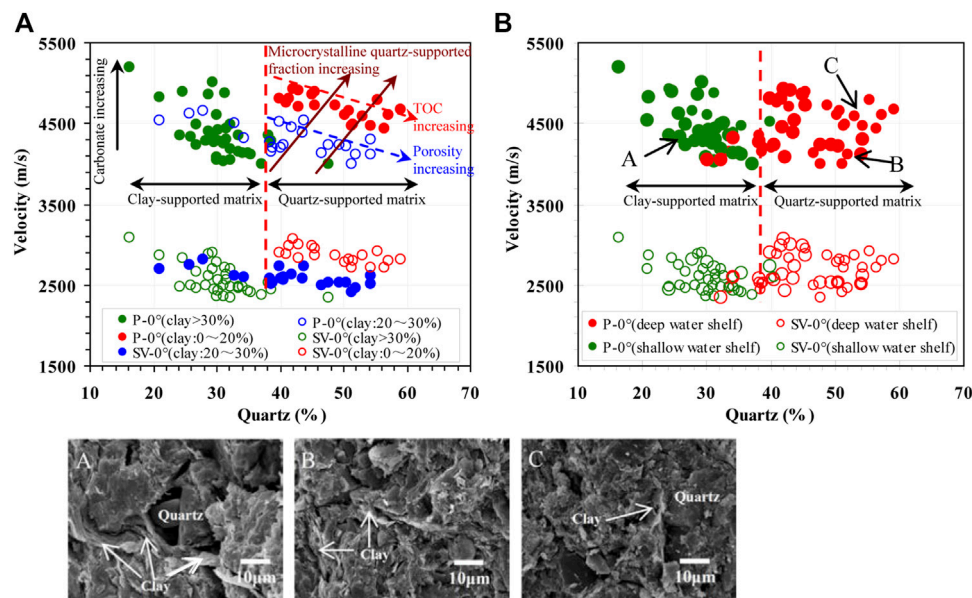 A
5500
4500
3500
2500
1500
Velocity (m/s)
Carbonate increasing
Microcrystalline quartz-supported
fraction increasing
TOC
increasing
Porosity
increasing
Clay-supported matrix
Quartz-supported matrix
P-0°(clay>30%)
P-0°(clay:20～30%)
P-0°(clay:0～20%)
SV-0°(clay>30%)
SV-0°(clay:20～30%)
SV-0°(clay:0～20%)
10 20 30 40 50 60 70
Quartz (%)
B
5500
4500
3500
2500
1500
Velocity (m/s)
A
C
B
Clay-supported matrix
Quartz-supported matrix
P-0°(deep water shelf)
SV-0°(deep water shelf)
P-0°(shallow water shelf)
SV-0°(shallow water shelf)
10 20 30 40 50 60 70
Quartz (%)
A
Quartz
Clay
10μm
B
Clay
10μm
C
Quartz
Clay
10μm